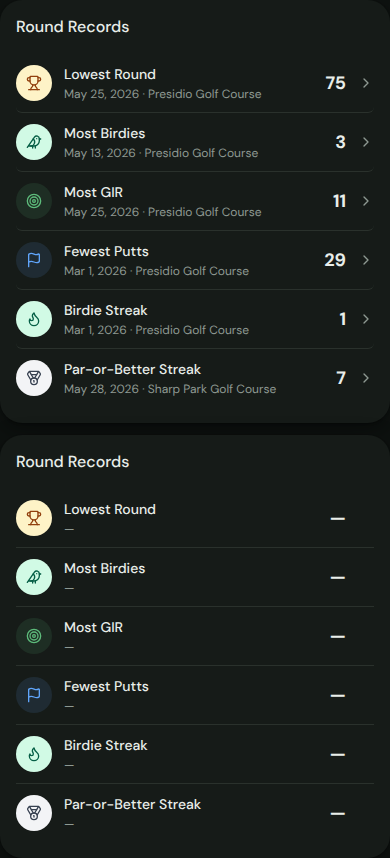 Round Records
Lowest Round
May 25, 2026 · Presidio Golf Course
75
Most Birdies
May 13, 2026 · Presidio Golf Course
3
Most GIR
May 25, 2026 · Presidio Golf Course
11
Fewest Putts
Mar 1, 2026 · Presidio Golf Course
29
Birdie Streak
Mar 1, 2026 · Presidio Golf Course
1
Par-or-Better Streak
May 28, 2026 · Sharp Park Golf Course
7
Round Records
Lowest Round
—
—
Most Birdies
—
—
Most GIR
—
—
Fewest Putts
—
—
Birdie Streak
—
—
Par-or-Better Streak
—
—